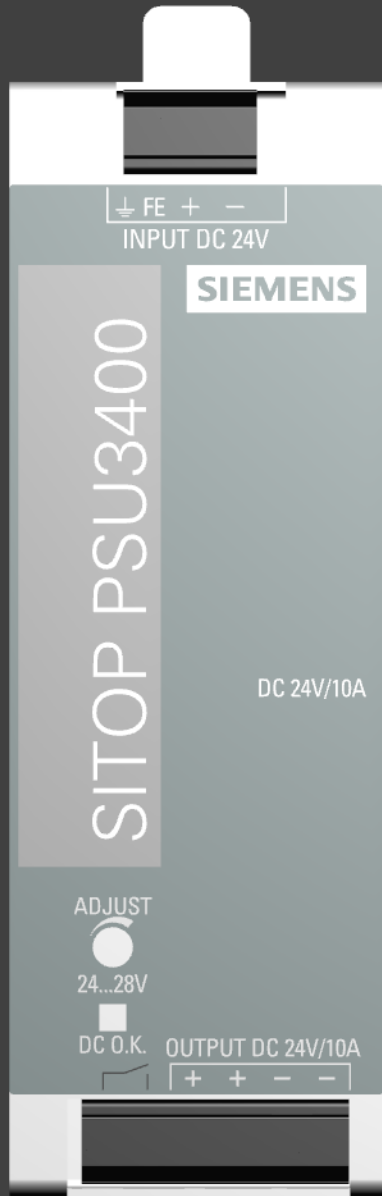 ⏚ FE + −
INPUT DC 24V
SIEMENS
SITOP PSU3400
DC 24V/10A
ADJUST
24...28V
DC O.K.
OUTPUT DC 24V/10A
+ + − −